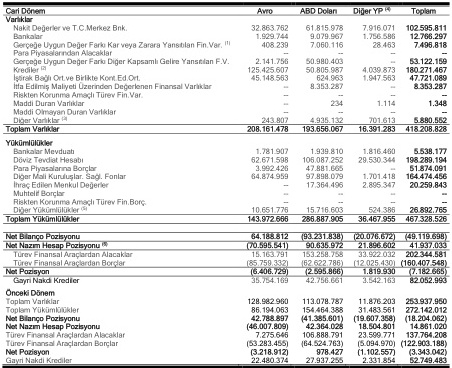 Cari Dönem Avro ABD Doları Diğer YP (4) Toplam
Varlıklar
Nakit Değerler ve T.C.Merkez Bnk. 32.863.762 61.815.978 7.916.071 102.595.811
Bankalar 1.929.744 9.079.967 1.756.586 12.766.297
Gerçeğe Uygun Değer Farkı Kar veya Zarara Yansıtılan Fin.Var. (1) 408.239 7.060.116 28.463 7.496.818
Para Piyasalarından Alacaklar -- -- -- --
Gerçeğe Uygun Değer Farkı Diğer Kapsamlı Gelire Yansıtılan F.V. 2.141.756 50.980.403 -- 53.122.159
Krediler (2) 125.425.607 50.805.987 4.039.873 180.271.467
İştirak Bağlı Ort.ve Birlikte Kont.Ed.Ort. 45.148.563 624.963 1.947.563 47.721.089
İtfa Edilmiş Maliyeti Üzerinden Değerlenen Finansal Varlıklar -- 8.353.287 -- 8.353.287
Riskten Korunma Amaçlı Türev Fin.Var. -- -- -- --
Maddi Duran Varlıklar -- 234 1.114 1.348
Maddi Olmayan Duran Varlıklar -- -- -- --
Diğer Varlıklar (3) 243.807 4.935.132 701.613 5.880.552
Toplam Varlıklar 208.161.478 193.656.067 16.391.283 418.208.828
Yükümlülükler
Bankalar Mevduatı 1.781.907 1.939.810 1.816.460 5.538.177
Döviz Tevdiat Hesabı 62.671.598 106.087.252 29.530.344 198.289.194
Para Piyasalarına Borçlar 3.992.426 47.881.665 -- 51.874.091
Diğer Mali Kuruluşlar. Sağl. Fonlar 64.874.959 97.898.079 1.701.418 164.474.456
İhraç Edilen Menkul Değerler -- 17.364.496 2.895.347 20.259.843
Muhtelif Borçlar -- -- -- --
Riskten Korunma Amaçlı Türev Fin.Borç. -- -- -- --
Diğer Yükümlülükler (5) 10.651.776 15.716.603 524.386 26.892.765
Toplam Yükümlülükler 143.972.666 286.887.905 36.467.955 467.328.526
Net Bilanço Pozisyonu 64.188.812 (93.231.838) (20.076.672) (49.119.698)
Net Nazım Hesap Pozisyonu (6) (70.595.541) 90.635.972 21.896.602 41.937.033
Türev Finansal Araçlardan Alacaklar 15.163.791 153.258.758 33.922.032 202.344.581
Türev Finansal Araçlardan Borçlar (85.759.332) (62.622.786) (12.025.430) (160.407.548)
Net Pozisyon (6.406.729) (2.595.866) 1.819.930 (7.182.665)
Gayri Nakdi Krediler 35.754.169 42.756.661 3.542.163 82.052.993
Önceki Dönem
Toplam Varlıklar 128.982.960 113.078.787 11.876.203 253.937.950
Toplam Yükümlülükler 86.194.063 154.464.388 31.483.561 272.142.012
Net Bilanço Pozisyonu 42.788.897 (41.385.601) (19.607.358) (18.204.062)
Net Nazım Hesap Pozisyonu (46.007.809) 42.364.028 18.504.801 14.861.020
Türev Finansal Araçlardan Alacaklar 7.275.646 106.888.791 23.599.771 137.764.208
Türev Finansal Araçlardan Borçlar (53.283.455) (64.524.763) (5.094.970) (122.903.188)
Net Pozisyon (3.218.912) 978.427 (1.102.557) (3.343.042)
Gayri Nakdi Krediler 22.480.374 27.937.255 2.331.854 52.749.483